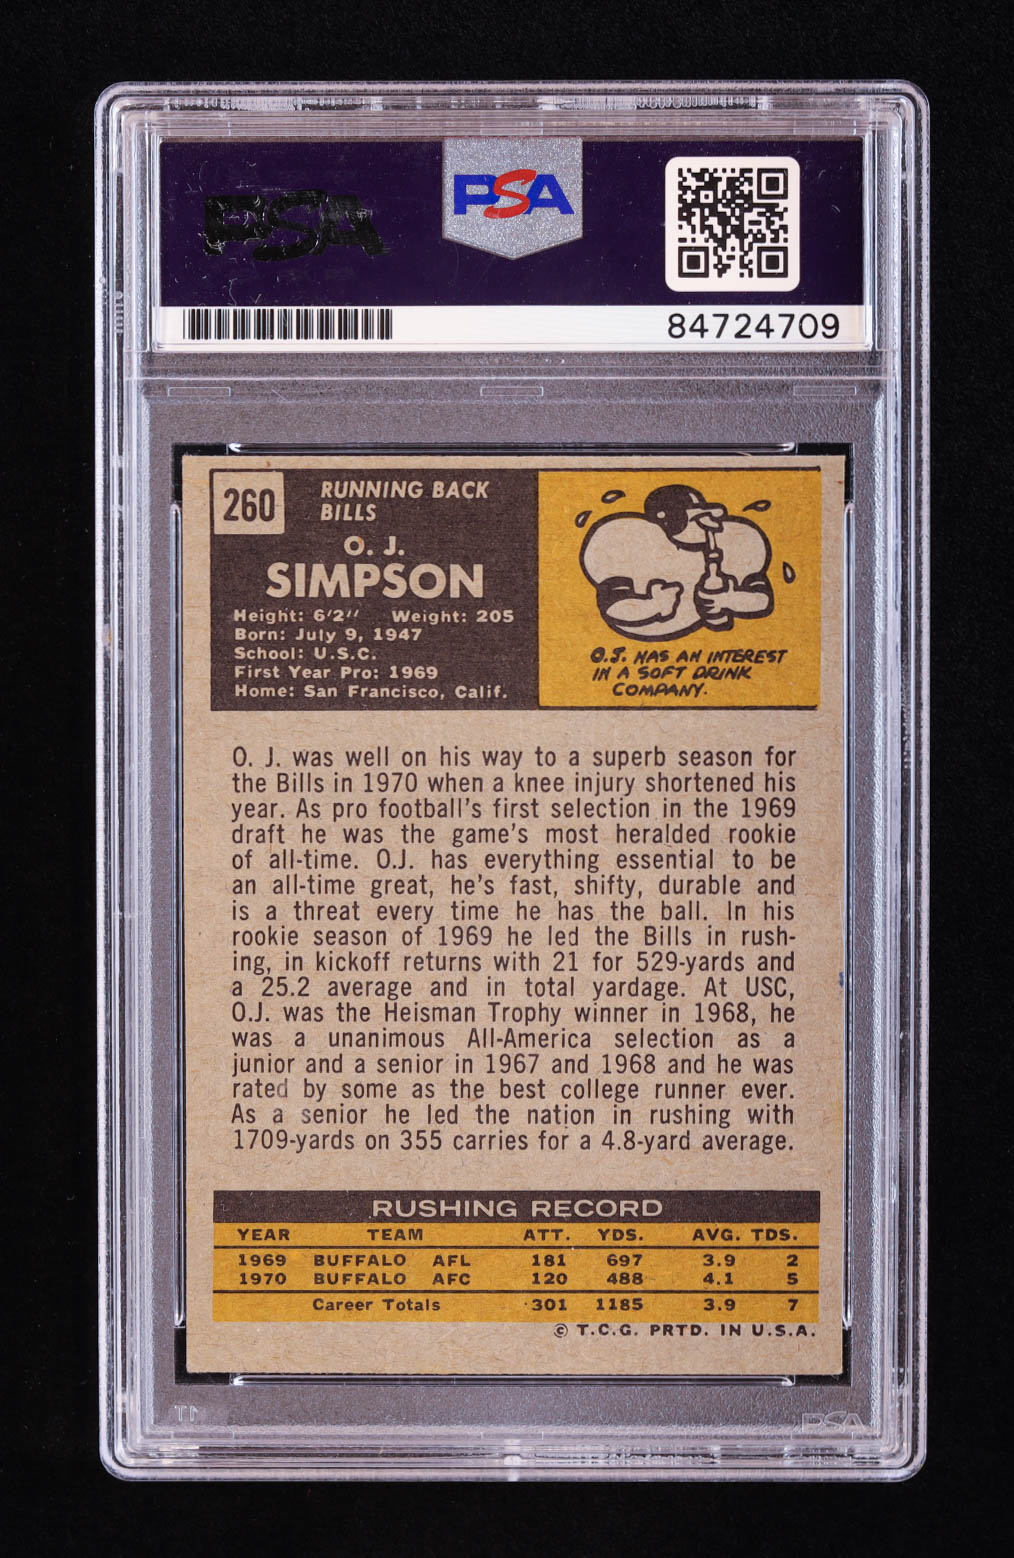 PSA
PSA
84724709
260
RUNNING BACK
BILLS
O. J.
SIMPSON
Height: 6'2'' Weight: 205
Born: July 9, 1947
School: U.S.C.
First Year Pro: 1969
Home: San Francisco, Calif.
O.J. HAS AN INTEREST
IN A SOFT DRINK
COMPANY.
O. J. was well on his way to a superb season for
the Bills in 1970 when a knee injury shortened his
year. As pro football's first selection in the 1969
draft he was the game's most heralded rookie
of all-time. O.J. has everything essential to be
an all-time great, he's fast, shifty, durable and
is a threat every time he has the ball. In his
rookie season of 1969 he led the Bills in rush-
ing, in kickoff returns with 21 for 529-yards and
a 25.2 average and in total yardage. At USC,
O.J. was the Heisman Trophy winner in 1968, he
was a unanimous All-America selection as a
junior and a senior in 1967 and 1968 and he was
rated by some as the best college runner ever.
As a senior he led the nation in rushing with
1709-yards on 355 carries for a 4.8-yard average.
RUSHING RECORD
YEAR TEAM ATT. YDS. AVG. TDS.
1969 BUFFALO AFL 181 697 3.9 2
1970 BUFFALO AFC 120 488 4.1 5
Career Totals 301 1185 3.9 7
© T.C.G. PRTD. IN U.S.A.
PSA